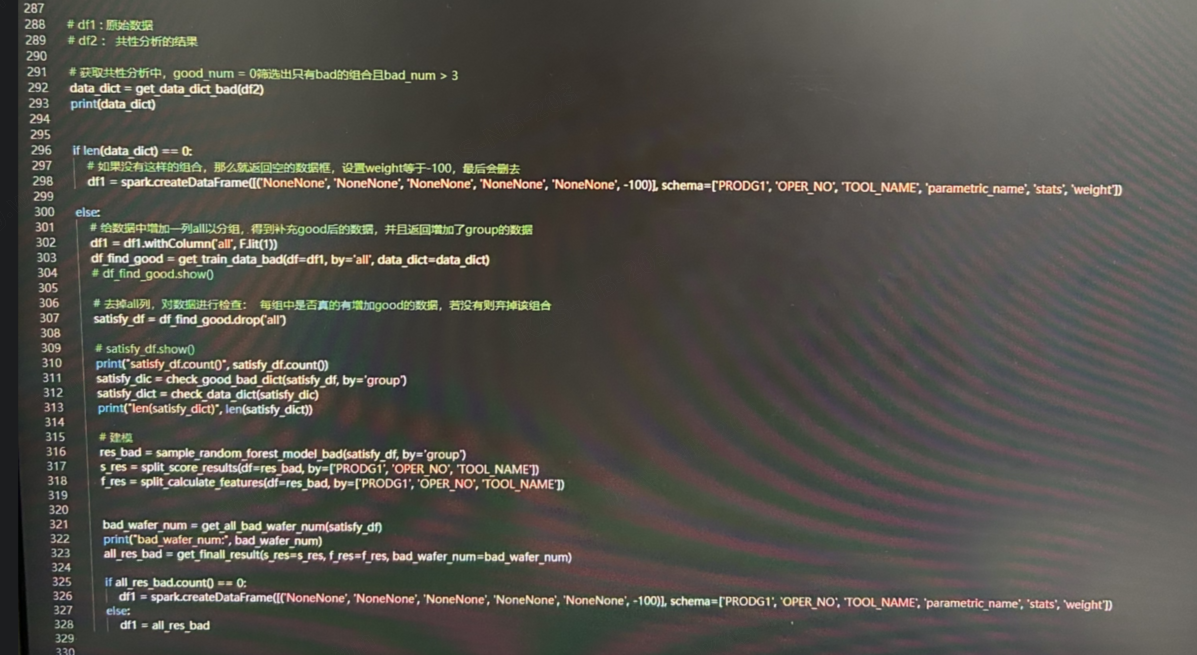 287
288 # df1 : 原始数据
289 # df2 : 共性分析的结果
290
291 # 获取共性分析中，good_num = 0筛选出只有bad的组合且bad_num > 3
292 data_dict = get_data_dict_bad(df2)
293 print(data_dict)
294
295
296 if len(data_dict) == 0:
297 # 如果没有这样的组合，那么就返回空的数据框，设置weight等于-100，最后会删去
298 df1 = spark.createDataFrame([('NoneNone', 'NoneNone', 'NoneNone', 'NoneNone', 'NoneNone', -100)], schema=['PRODG1', 'OPER_NO', 'TOOL_NAME', 'parametric_name', 'stats', 'weight'])
299
300 else:
301 # 给数据中增加一列all以分组，得到补充good后的数据，并且返回增加了group的数据
302 df1 = df1.withColumn('all', F.lit(1))
303 df_find_good = get_train_data_bad(df=df1, by='all', data_dict=data_dict)
304 # df_find_good.show()
305
306 # 去掉all列，对数据进行检查： 每组中是否真的有增加good的数据，若没有则弃掉该组合
307 satisfy_df = df_find_good.drop('all')
308
309 # satisfy_df.show()
310 print("satisfy_df.count()", satisfy_df.count())
311 satisfy_dic = check_good_bad_dict(satisfy_df, by='group')
312 satisfy_dict = check_data_dict(satisfy_dic)
313 print("len(satisfy_dict)", len(satisfy_dict))
314
315 # 建模
316 res_bad = sample_random_forest_model_bad(satisfy_df, by='group')
317 s_res = split_score_results(df=res_bad, by=['PRODG1', 'OPER_NO', 'TOOL_NAME'])
318 f_res = split_calculate_features(df=res_bad, by=['PRODG1', 'OPER_NO', 'TOOL_NAME'])
319
320
321 bad_wafer_num = get_all_bad_wafer_num(satisfy_df)
322 print("bad_wafer_num:", bad_wafer_num)
323 all_res_bad = get_finall_result(s_res=s_res, f_res=f_res, bad_wafer_num=bad_wafer_num)
324
325 if all_res_bad.count() == 0:
326 df1 = spark.createDataFrame([('NoneNone', 'NoneNone', 'NoneNone', 'NoneNone', 'NoneNone', -100)], schema=['PRODG1', 'OPER_NO', 'TOOL_NAME', 'parametric_name', 'stats', 'weight'])
327 else:
328 df1 = all_res_bad
329
330